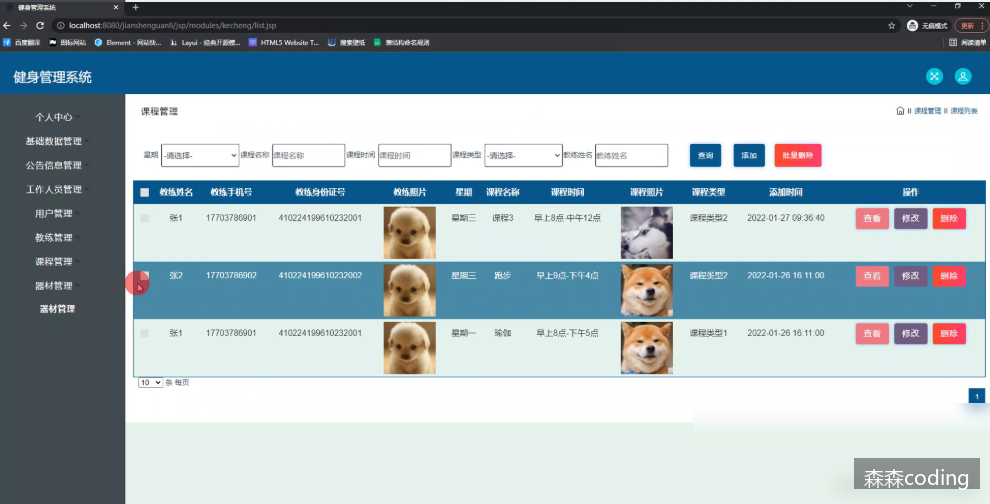 健身管理系统
localhost:8080/jianshenguanli/jsp/modules/kecheng/list.jsp
无痕模式
更新
百度翻译 图标网站 Element - 网站快... Layui - 经典开源模... HTML5 Website T... 搜索壁纸 表结构命名规范
阅读清单
健身管理系统
个人中心
基础数据管理
公告信息管理
工作人员管理
用户管理
教练管理
课程管理
器材管理
器材管理
课程管理
课程管理 课程列表
星期 -请选择- 课程名称 课程名称 课程时间 课程时间 课程类型 -请选择- 教练姓名 教练姓名 查询 添加 批量删除
教练姓名 教练手机号 教练身份证号 教练照片 星期 课程名称 课程时间 课程照片 课程类型 添加时间 操作
张1 17703786901 410224199610232001 星期三 课程3 早上8点-中午12点 课程类型2 2022-01-27 09:36:40 查看 修改 删除
张2 17703786902 410224199610232002 星期三 跑步 早上9点-下午4点 课程类型2 2022-01-26 16:11:00 查看 修改 删除
张1 17703786901 410224199610232001 星期一 瑜伽 早上8点-下午5点 课程类型1 2022-01-26 16:11:00 查看 修改 删除
10 条 每页
1
森森coding